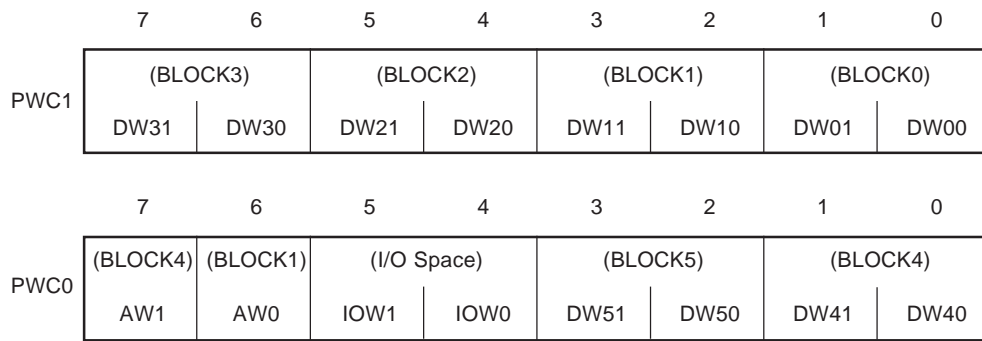 7 6 5 4 3 2 1 0
PWC1
(BLOCK3) (BLOCK2) (BLOCK1) (BLOCK0)
DW31 DW30 DW21 DW20 DW11 DW10 DW01 DW00
7 6 5 4 3 2 1 0
PWC0
(BLOCK4) (BLOCK1) (I/O Space) (BLOCK5) (BLOCK4)
AW1 AW0 IOW1 IOW0 DW51 DW50 DW41 DW40